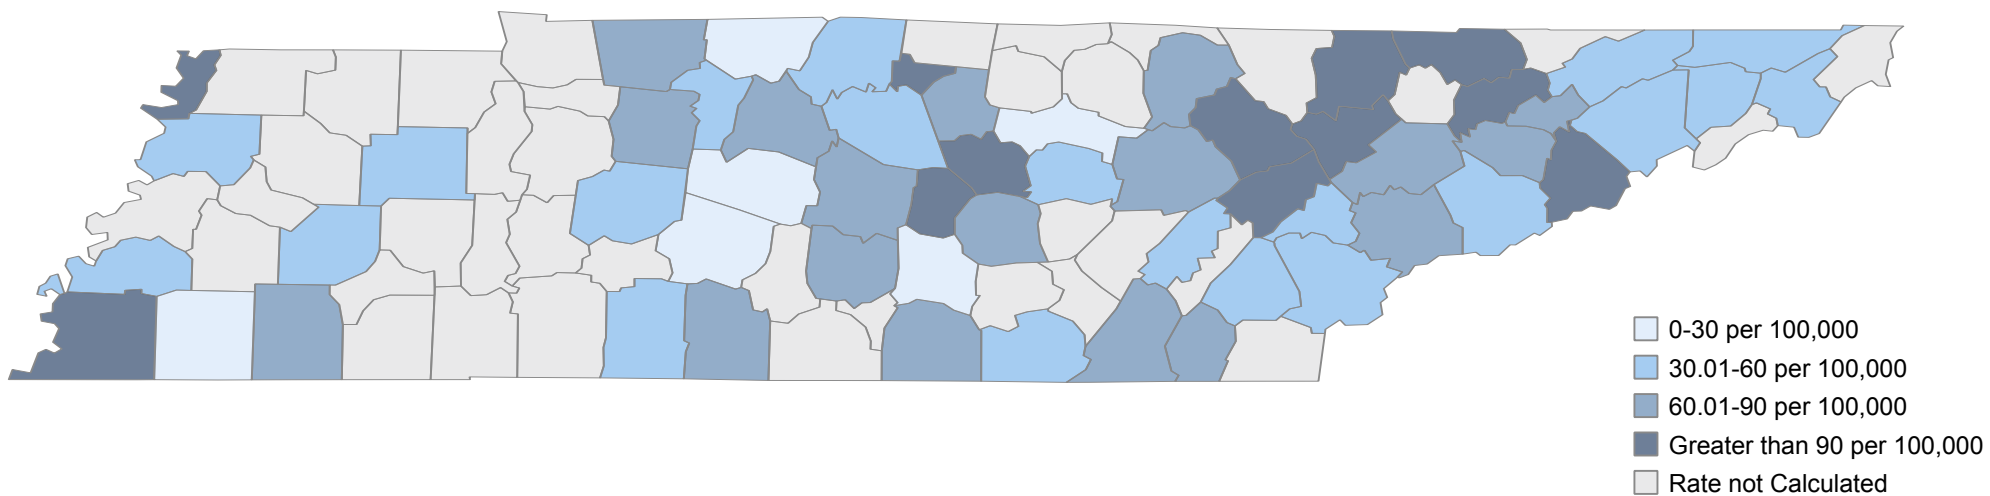 0-30 per 100,000
30.01-60 per 100,000
60.01-90 per 100,000
Greater than 90 per 100,000
Rate not Calculated